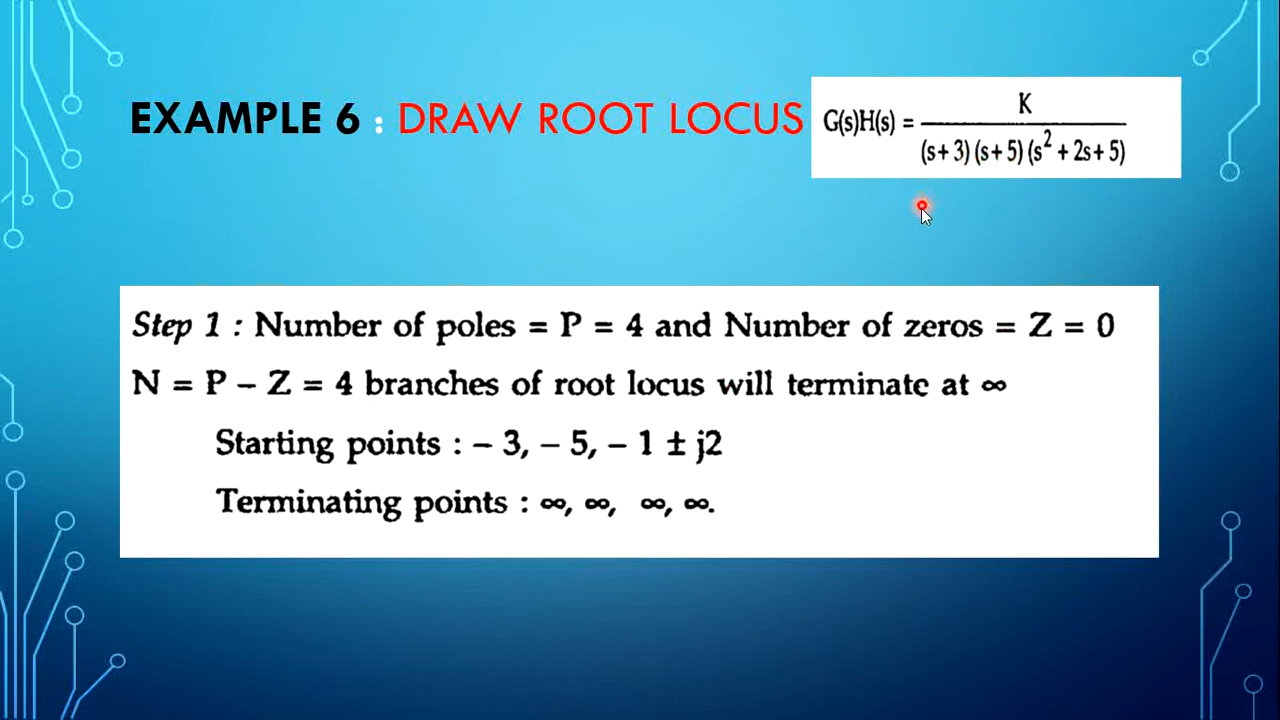 EXAMPLE 6 : DRAW ROOT LOCUS
G(s)H(s) = K / (s+3)(s+5)(s² + 2s+5)
Step 1 : Number of poles = P = 4 and Number of zeros = Z = 0
N = P – Z = 4 branches of root locus will terminate at ∞
Starting points : – 3, – 5, – 1 ± j2
Terminating points : ∞, ∞, ∞, ∞.